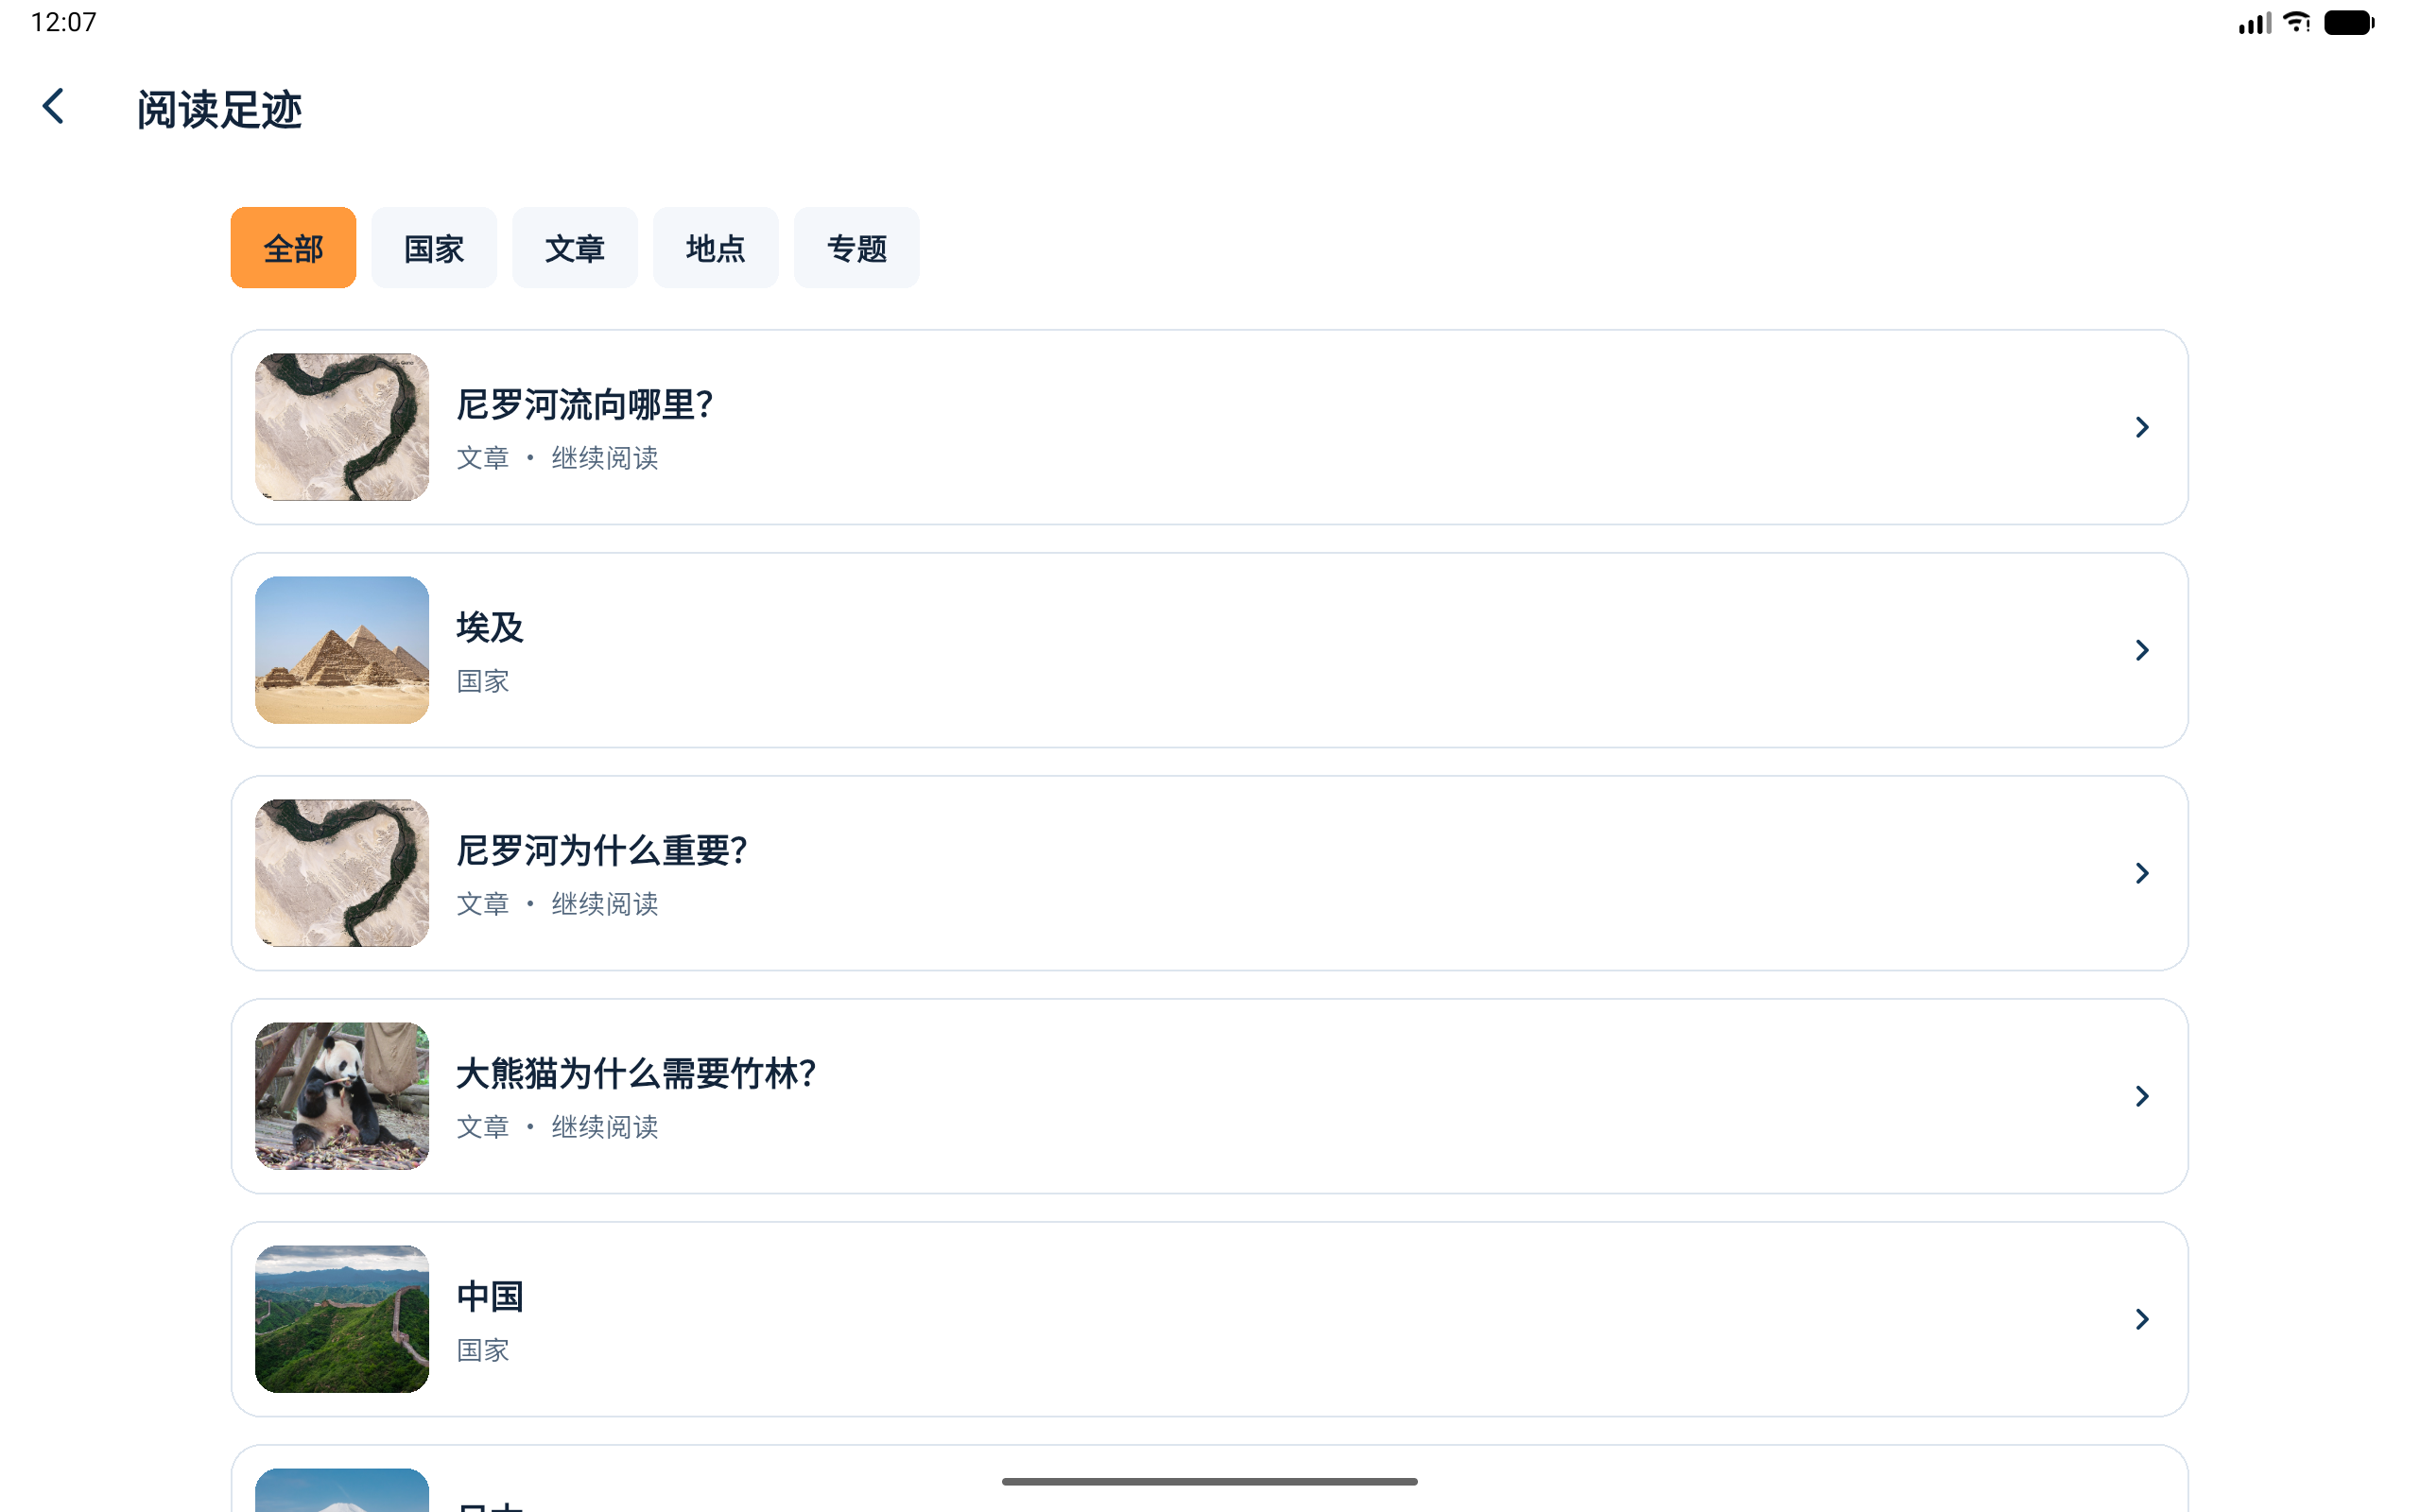 12:07
阅读足迹
全部 国家 文章 地点 专题
尼罗河流向哪里?
文章 • 继续阅读
埃及
国家
尼罗河为什么重要?
文章 • 继续阅读
大熊猫为什么需要竹林?
文章 • 继续阅读
中国
国家